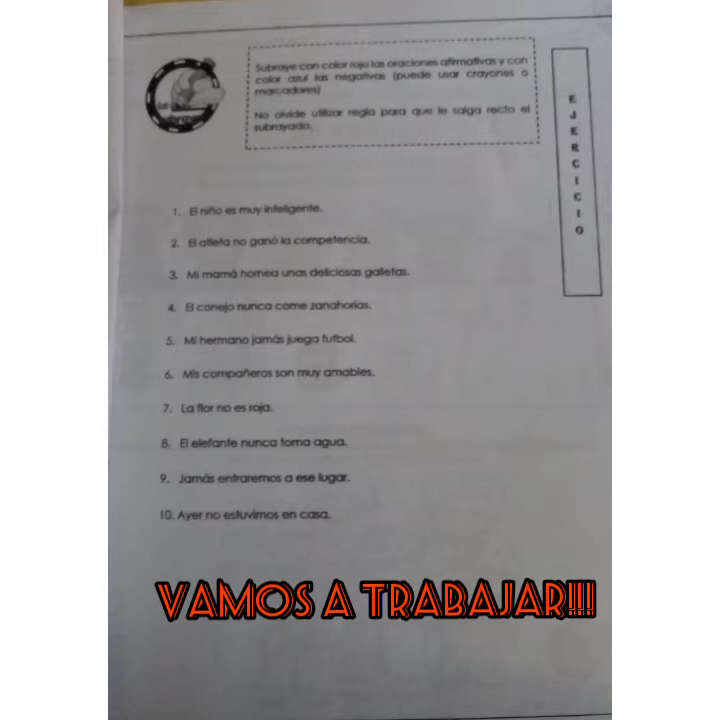 Subraye con color rojo las oraciones afirmativas y con
color azul las negativas (puede usar crayones o
marcadores)
No olvide utilizar regla para que le salga recto el
subrayado.
EJERCICIO
1. El niño es muy inteligente.
2. El atleta no ganó la competencia.
3. Mi mamá hornea unas deliciosas galletas.
4. El conejo nunca come zanahorias.
5. Mi hermano jamás juega futbol.
6. Mis compañeros son muy amables.
7. La flor no es roja.
8. El elefante nunca toma agua.
9. Jamás entraremos a ese lugar.
10. Ayer no estuvimos en casa.
VAMOS A TRABAJAR!!!